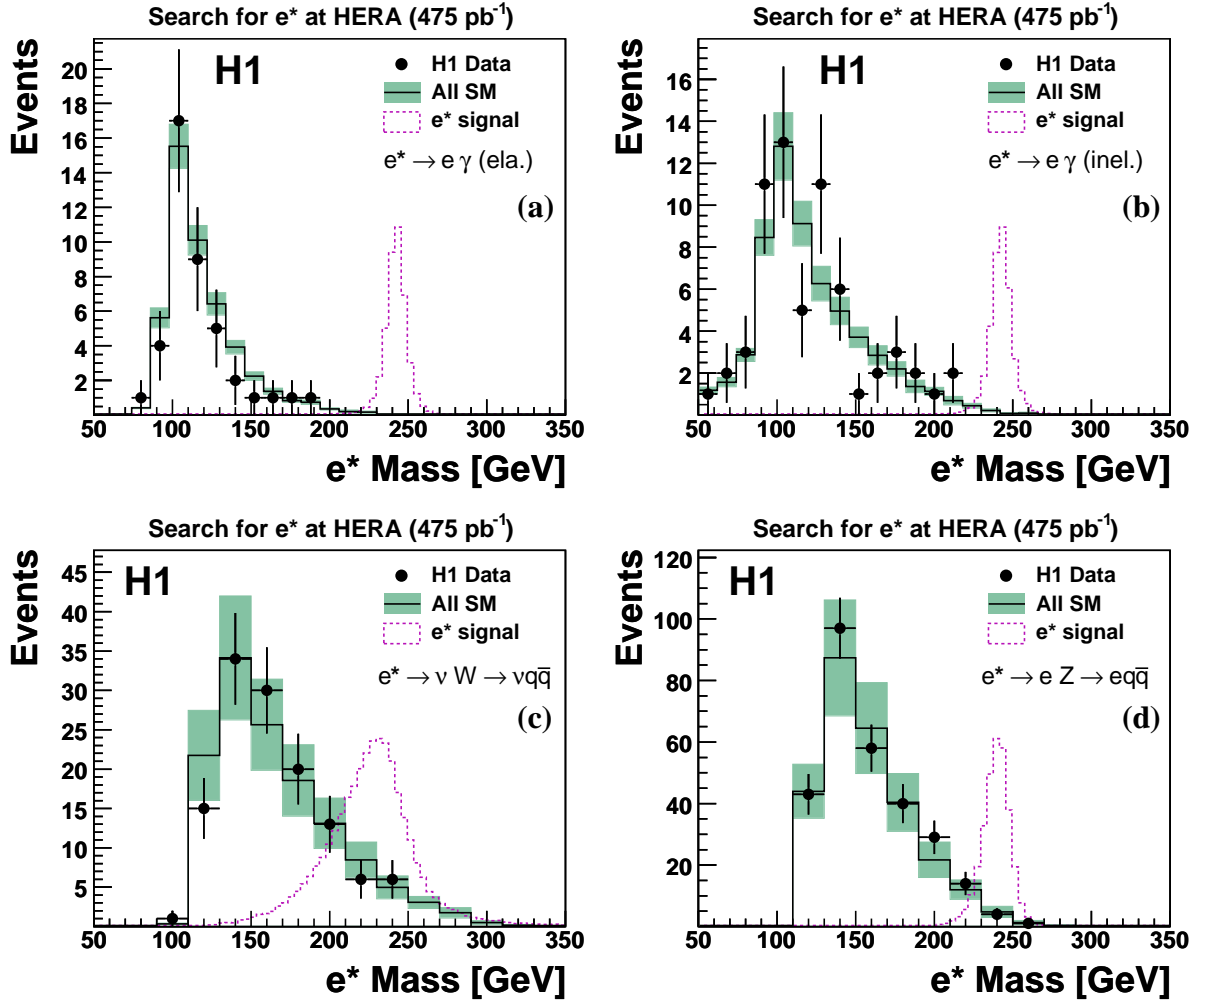 Search for e* at HERA (475 pb⁻¹)
Events
H1
H1 Data
All SM
e* signal
e* → e γ (ela.)
(a)
20
18
16
14
12
10
8
6
4
2
50 100 150 200 250 300 350
e* Mass [GeV]
Search for e* at HERA (475 pb⁻¹)
Events
H1
H1 Data
All SM
e* signal
e* → e γ (inel.)
(b)
16
14
12
10
8
6
4
2
50 100 150 200 250 300 350
e* Mass [GeV]
Search for e* at HERA (475 pb⁻¹)
Events
H1
H1 Data
All SM
e* signal
e* → ν W → νqq̅
(c)
45
40
35
30
25
20
15
10
5
50 100 150 200 250 300 350
e* Mass [GeV]
Search for e* at HERA (475 pb⁻¹)
Events
H1
H1 Data
All SM
e* signal
e* → e Z → eqq̅
(d)
120
100
80
60
40
20
50 100 150 200 250 300 350
e* Mass [GeV]